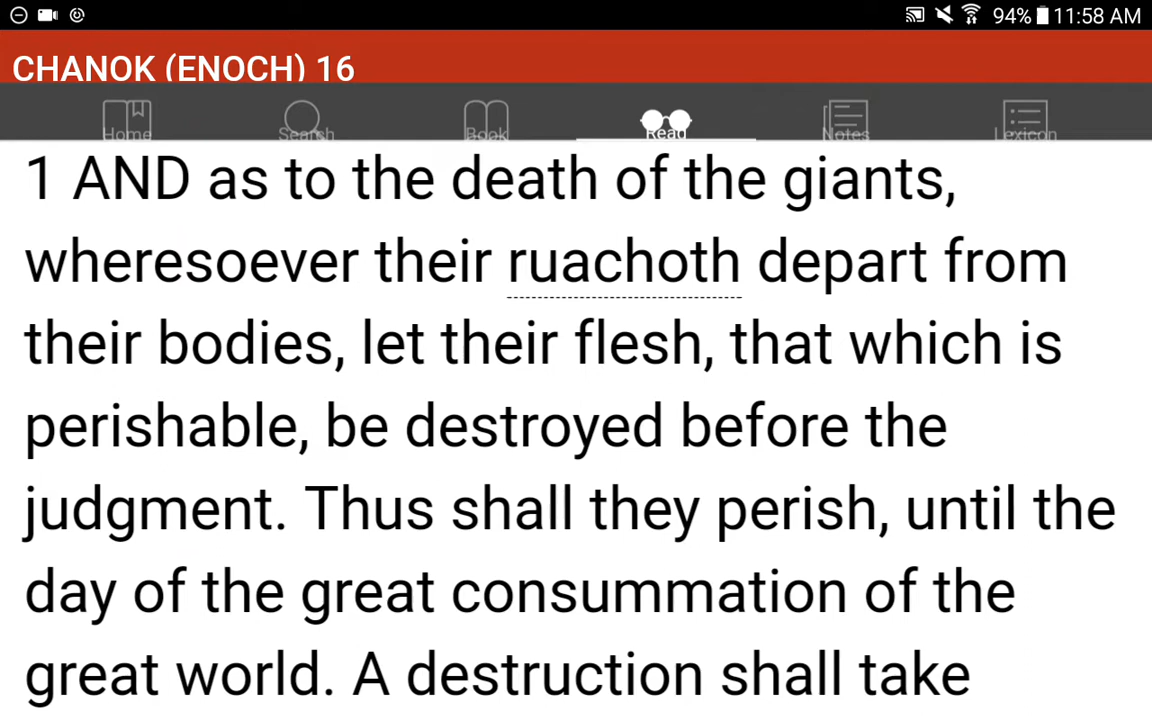 94% 11:58 AM
CHANOK (ENOCH) 16
Home Search Book Read Notes Lexicon
1 AND as to the death of the giants,
wheresoever their ruachoth depart from
their bodies, let their flesh, that which is
perishable, be destroyed before the
judgment. Thus shall they perish, until the
day of the great consummation of the
great world. A destruction shall take